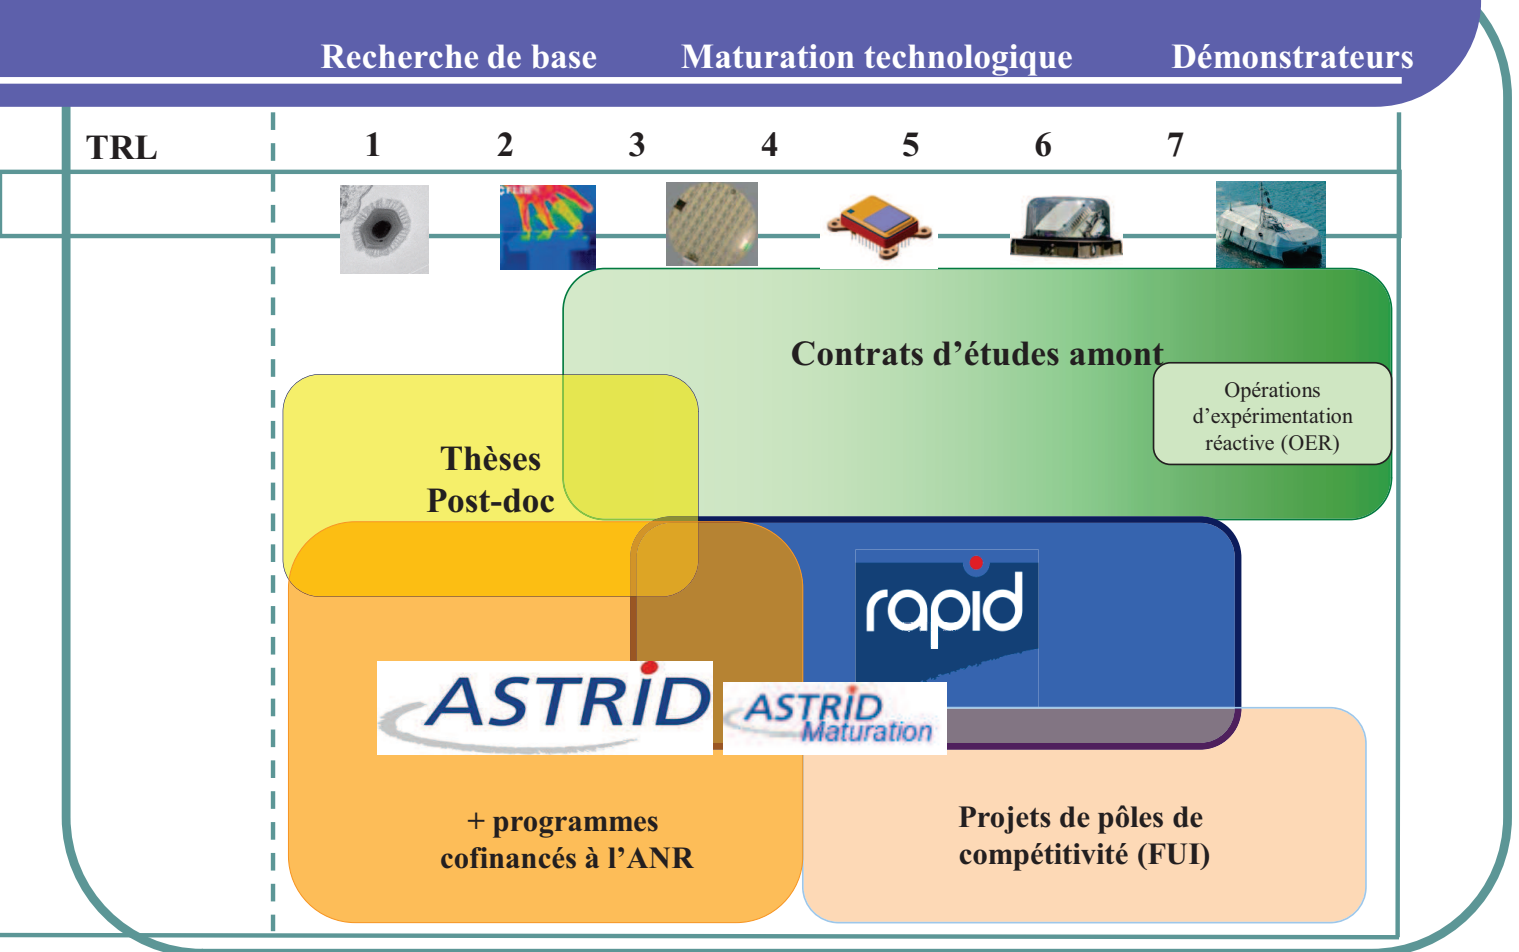 Recherche de base Maturation technologique Démonstrateurs
TRL 1 2 3 4 5 6 7
Contrats d’études amont
Opérations
d’expérimentation
réactive (OER)
Thèses
Post-doc
rapid
ASTRiD
ASTRiD
Maturation
+ programmes
cofinancés à l’ANR
Projets de pôles de
compétitivité (FUI)